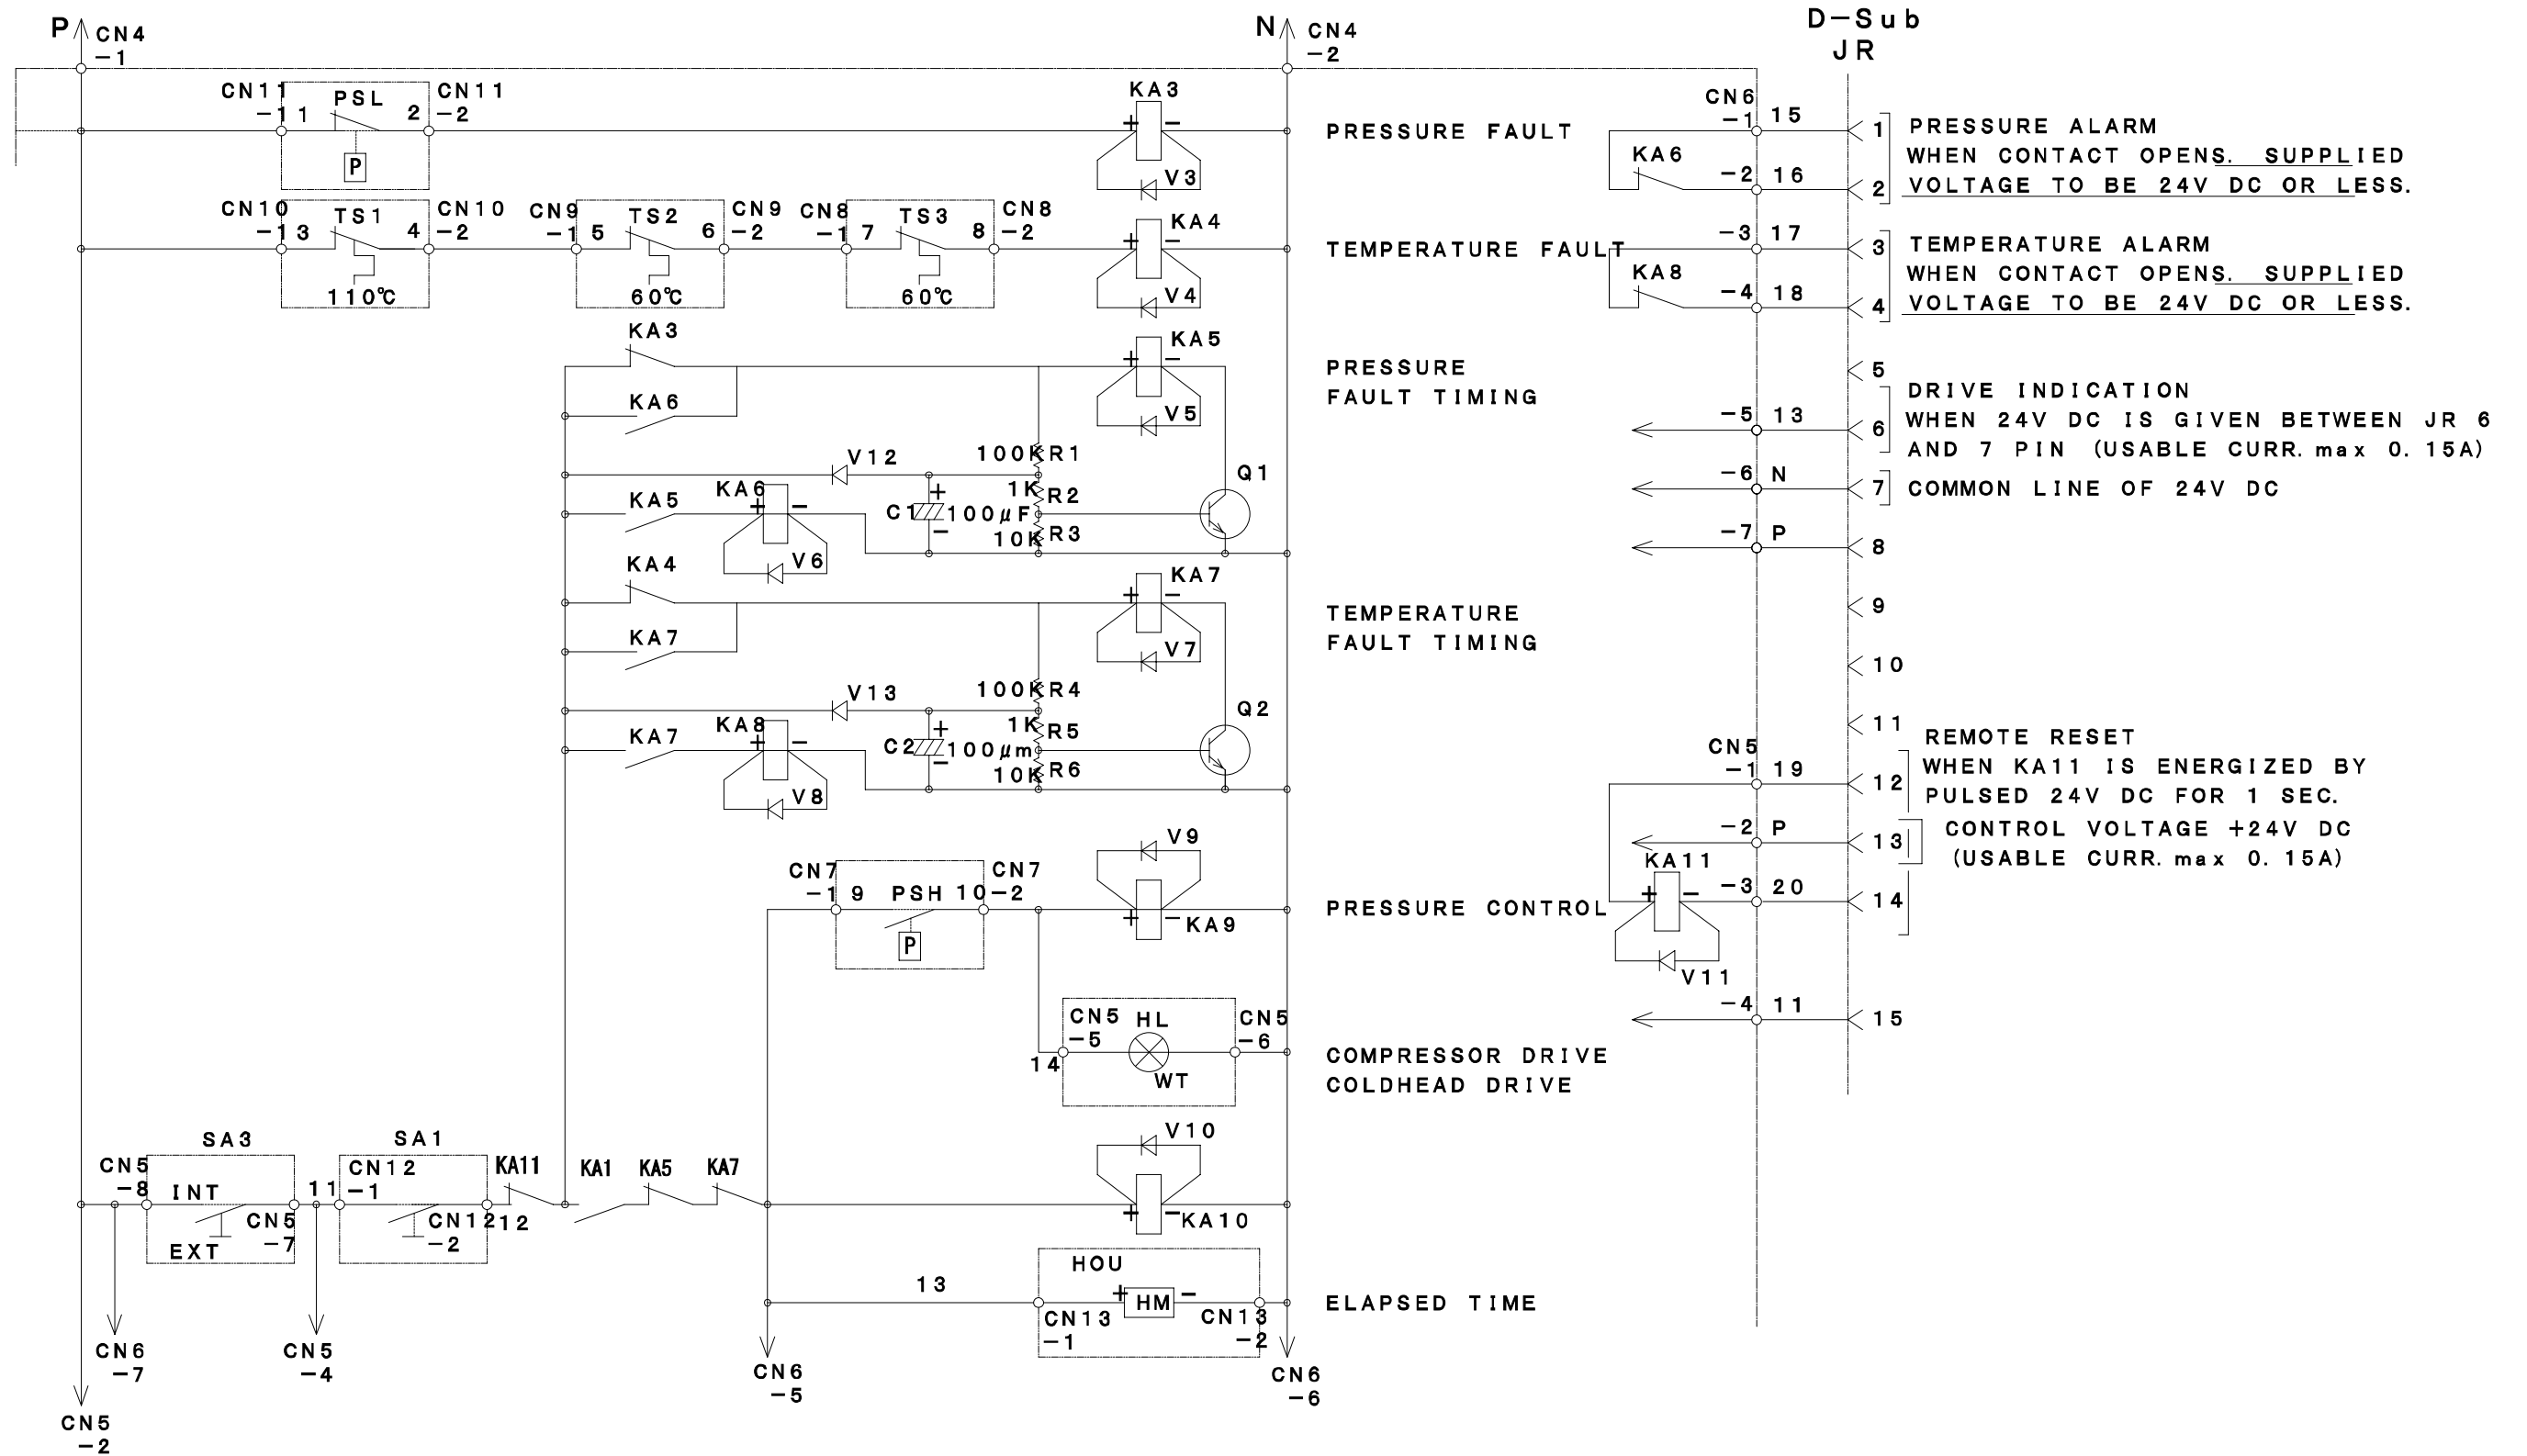 P
CN4
-1
N
CN4
-2
D-Sub
JR
CN11
-1
1
PSL
2
CN11
-2
P
KA3
+
-
V3
PRESSURE FAULT
CN6
-1
15
1
KA6
-2
16
2
PRESSURE ALARM
WHEN CONTACT OPENS. SUPPLIED
VOLTAGE TO BE 24V DC OR LESS.
CN10
-1
3
TS1
4
CN10
-2
110℃
CN9
-1
5
TS2
6
CN9
-2
60℃
CN8
-1
7
TS3
8
CN8
-2
60℃
KA4
+
-
V4
TEMPERATURE FAULT
-3
17
3
KA8
-4
18
4
TEMPERATURE ALARM
WHEN CONTACT OPENS. SUPPLIED
VOLTAGE TO BE 24V DC OR LESS.
KA3
KA6
KA5
+
-
V5
PRESSURE
FAULT TIMING
5
-5
13
6
DRIVE INDICATION
WHEN 24V DC IS GIVEN BETWEEN JR 6
AND 7 PIN (USABLE CURR. max 0. 15A)
-6
N
7
COMMON LINE OF 24V DC
-7
P
8
V12
100K
R1
1K
R2
10K
R3
KA5
KA6
+
-
V6
C1
+
100μF
-
Q1
KA4
KA7
KA7
+
-
V7
TEMPERATURE
FAULT TIMING
9
10
11
V13
100K
R4
1K
R5
10K
R6
KA7
KA8
+
-
V8
C2
+
100μm
-
Q2
CN5
-1
19
12
REMOTE RESET
WHEN KA11 IS ENERGIZED BY
PULSED 24V DC FOR 1 SEC.
-2
P
13
CONTROL VOLTAGE +24V DC
(USABLE CURR. max 0. 15A)
KA11
+
-
-3
20
14
V11
-4
11
15
CN7
-1
9
PSH
10
CN7
-2
P
V9
+
-
KA9
PRESSURE CONTROL
CN5
-5
HL
CN5
-6
14
WT
COMPRESSOR DRIVE
COLDHEAD DRIVE
SA3
CN5
-8
INT
EXT
CN5
-7
11
SA1
CN12
-1
CN12
-2
12
KA11
KA1
KA5
KA7
V10
+
-
KA10
CN6
-7
CN5
-4
13
HOU
+
HM
-
CN13
-1
CN13
-2
ELAPSED TIME
CN6
-5
CN6
-6
CN5
-2